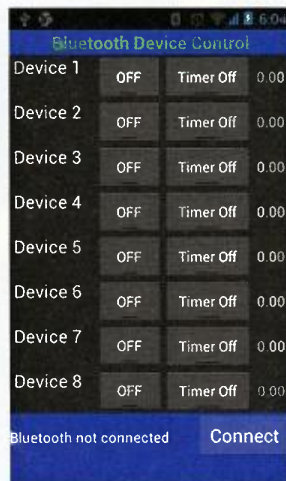 6:04
Bluetooth Device Control
Device 1 OFF Timer Off 0.00
Device 2 OFF Timer Off 0.00
Device 3 OFF Timer Off 0.00
Device 4 OFF Timer Off 0.00
Device 5 OFF Timer Off 0.00
Device 6 OFF Timer Off 0.00
Device 7 OFF Timer Off 0.00
Device 8 OFF Timer Off 0.00
Bluetooth not connected Connect